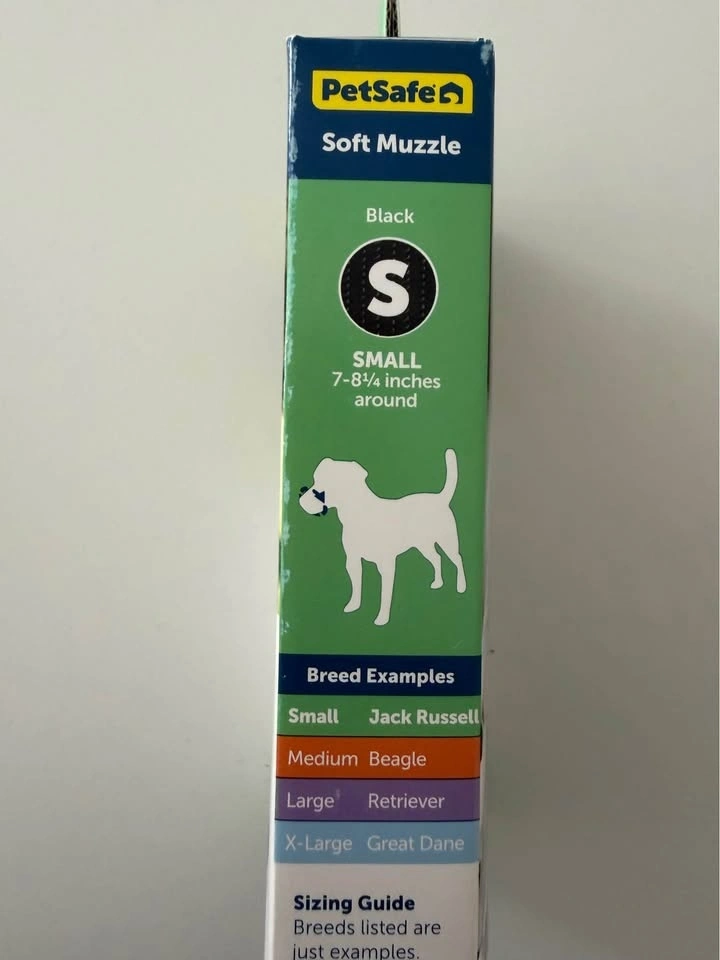 PetSafe
Soft Muzzle
Black
S
SMALL
7-8¼ inches
around
Breed Examples
Small Jack Russell
Medium Beagle
Large Retriever
X-Large Great Dane
Sizing Guide
Breeds listed are
just examples.